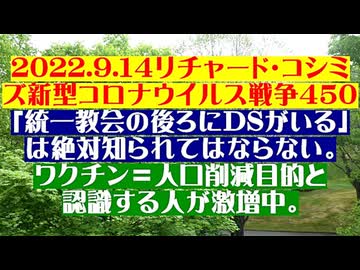 2022.9.14リチャード・コシミ
ズ新型コロナウイルス戦争450
「統一教会の後ろにDSがいる」
は絶対知られてはならない。
ワクチン＝人口削減目的と
認識する人が激増中。